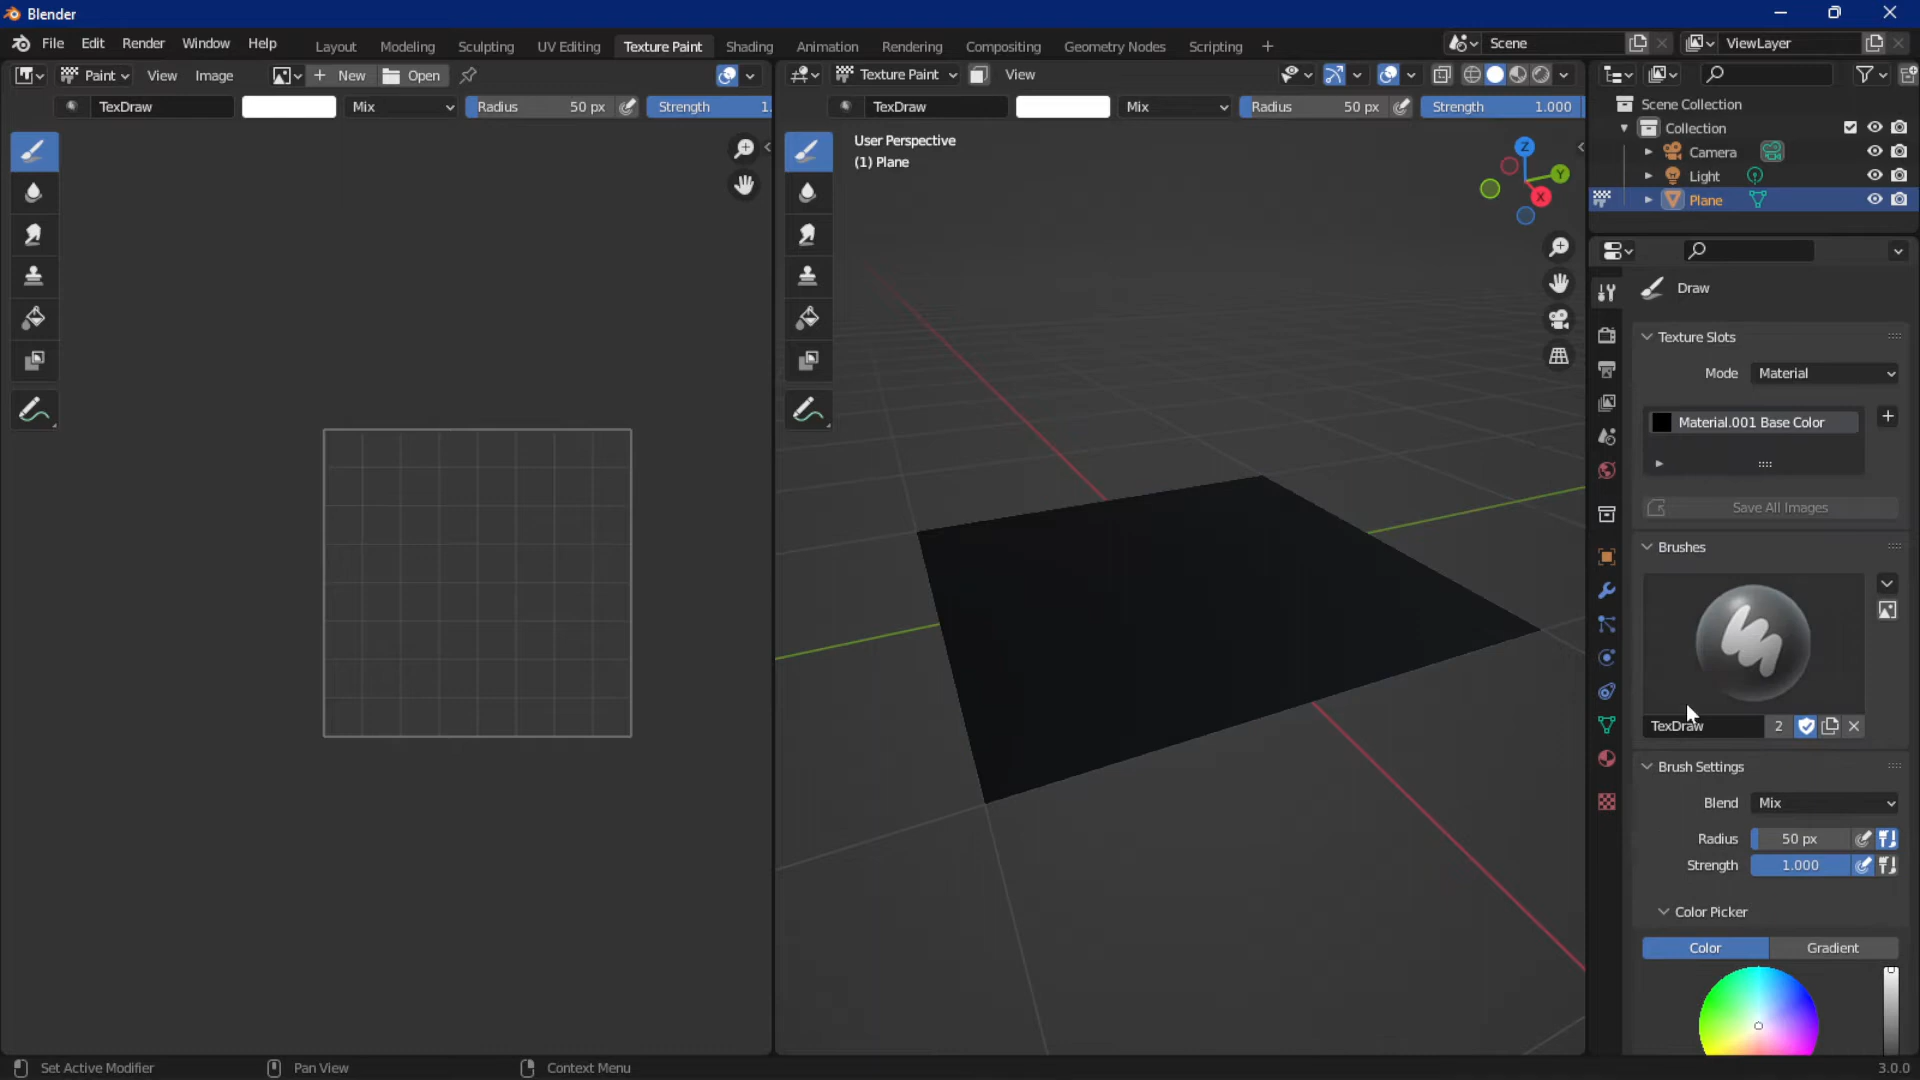 Blender
File Edit Render Window Help Layout Modeling Sculpting UV Editing Texture Paint Shading Animation Rendering Compositing Geometry Nodes Scripting + Scene ViewLayer
Paint View Image + New Open Texture Paint View
TexDraw Mix Radius 50 px Strength 1. TexDraw Mix Radius 50 px Strength 1.000
User Perspective
(1) Plane
Z
Y
X
Scene Collection
Collection
Camera
Light
Plane
Draw
Texture Slots
Mode Material
Material.001 Base Color
Save All Images
Brushes
TexDraw 2
Brush Settings
Blend Mix
Radius 50 px
Strength 1.000
Color Picker
Color Gradient
Set Active Modifier Pan View Context Menu 3.0.0